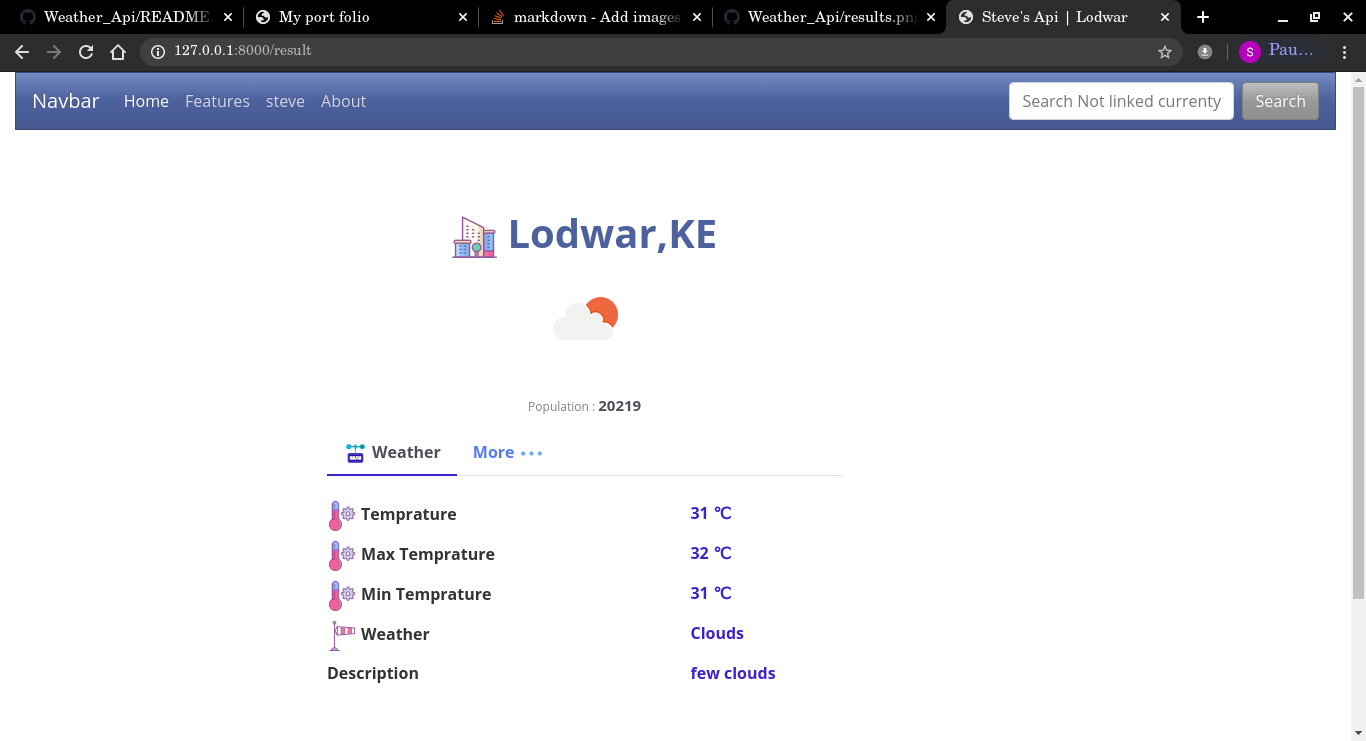 Weather_Api/README. My port folio markdown - Add images Weather_Api/results.png Steve's Api | Lodwar
127.0.0.1:8000/result S Pau...
Navbar Home Features steve About Search Not linked currenty Search
Lodwar,KE
Population : 20219
Weather More
Temprature 31 ℃
Max Temprature 32 ℃
Min Temprature 31 ℃
Weather Clouds
Description few clouds